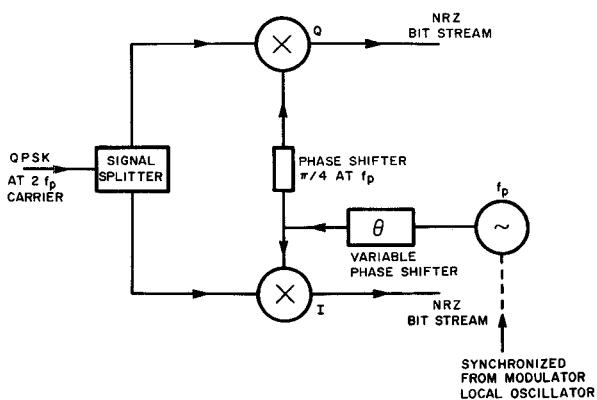 NRZ
BIT STREAM
Q
QPSK
AT 2 fp
CARRIER
SIGNAL
SPLITTER
PHASE SHIFTER
π/4 AT fp
fp
θ
~
VARIABLE
PHASE SHIFTER
I
NRZ
BIT STREAM
SYNCHRONIZED
FROM MODULATOR
LOCAL OSCILLATOR